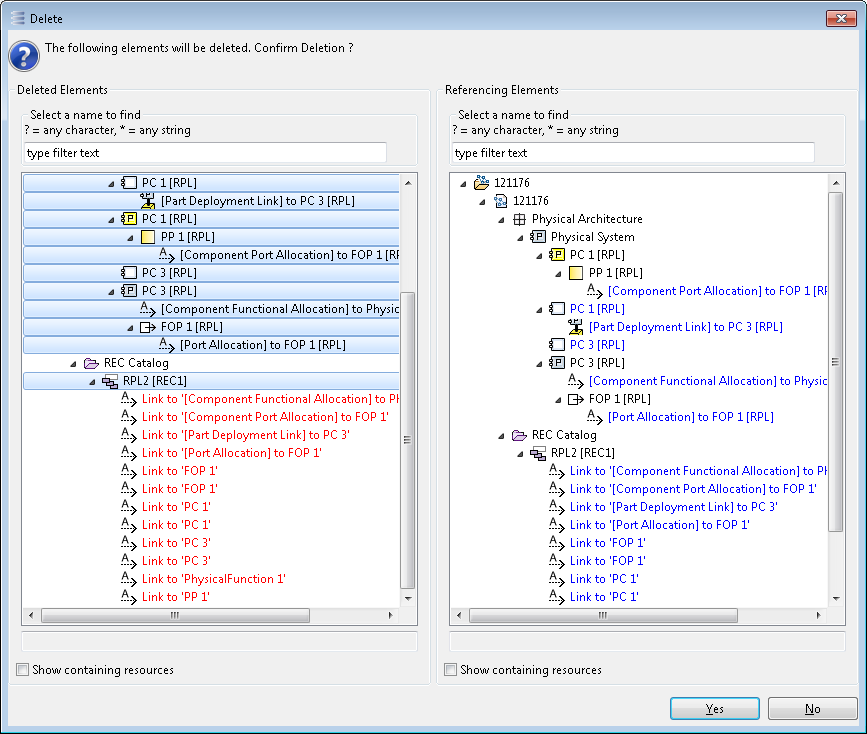 Delete
The following elements will be deleted. Confirm Deletion ?
Deleted Elements
Select a name to find
? = any character, * = any string
type filter text
PC 1 [RPL]
[Part Deployment Link] to PC 3 [RPL]
PC 1 [RPL]
PP 1 [RPL]
[Component Port Allocation] to FOP 1 [RF
PC 3 [RPL]
PC 3 [RPL]
[Component Functional Allocation] to Physic
FOP 1 [RPL]
[Port Allocation] to FOP 1 [RPL]
REC Catalog
RPL2 [REC1]
Link to '[Component Functional Allocation] to PH
Link to '[Component Port Allocation] to FOP 1'
Link to '[Part Deployment Link] to PC 3'
Link to '[Port Allocation] to FOP 1'
Link to 'FOP 1'
Link to 'FOP 1'
Link to 'PC 1'
Link to 'PC 1'
Link to 'PC 3'
Link to 'PC 3'
Link to 'PhysicalFunction 1'
Link to 'PP 1'
Show containing resources
Referencing Elements
Select a name to find
? = any character, * = any string
type filter text
121176
121176
Physical Architecture
Physical System
PC 1 [RPL]
PP 1 [RPL]
[Component Port Allocation] to FOP 1 [RF
PC 1 [RPL]
[Part Deployment Link] to PC 3 [RPL]
PC 3 [RPL]
PC 3 [RPL]
[Component Functional Allocation] to Physic
FOP 1 [RPL]
[Port Allocation] to FOP 1 [RPL]
REC Catalog
RPL2 [REC1]
Link to '[Component Functional Allocation] to PH
Link to '[Component Port Allocation] to FOP 1'
Link to '[Part Deployment Link] to PC 3'
Link to '[Port Allocation] to FOP 1'
Link to 'FOP 1'
Link to 'FOP 1'
Link to 'PC 1'
Link to 'PC 1'
Show containing resources
Yes
No